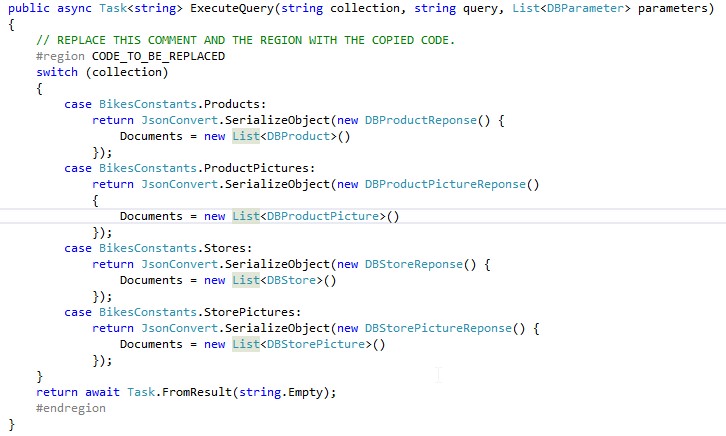 public async Task<string> ExecuteQuery(string collection, string query, List<DBParameter> parameters)
{
    // REPLACE THIS COMMENT AND THE REGION WITH THE COPIED CODE.
    #region CODE_TO_BE_REPLACED
    switch (collection)
    {
        case BikesConstants.Products:
            return JsonConvert.SerializeObject(new DBProductReponse() {
                Documents = new List<DBProduct>()
            });
        case BikesConstants.ProductPictures:
            return JsonConvert.SerializeObject(new DBProductPictureReponse()
            {
                Documents = new List<DBProductPicture>()
            });
        case BikesConstants.Stores:
            return JsonConvert.SerializeObject(new DBStoreReponse() {
                Documents = new List<DBStore>()
            });
        case BikesConstants.StorePictures:
            return JsonConvert.SerializeObject(new DBStorePictureReponse() {
                Documents = new List<DBStorePicture>()
            });
    }
    return await Task.FromResult(string.Empty);
    #endregion
}